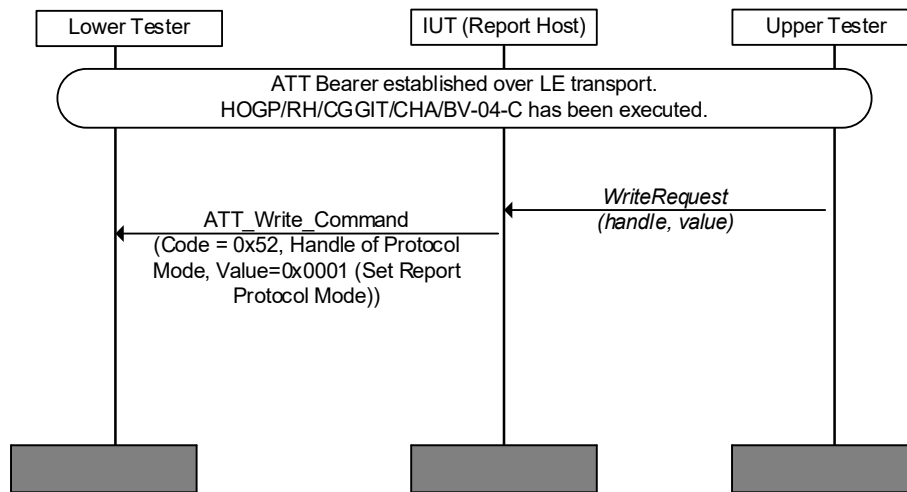 Lower Tester
IUT (Report Host)
Upper Tester
ATT Bearer established over LE transport.
HOGP/RH/CGGIT/CHA/BV-04-C has been executed.
WriteRequest
(handle, value)
ATT_Write_Command
(Code = 0x52, Handle of Protocol
Mode, Value=0x0001 (Set Report
Protocol Mode))